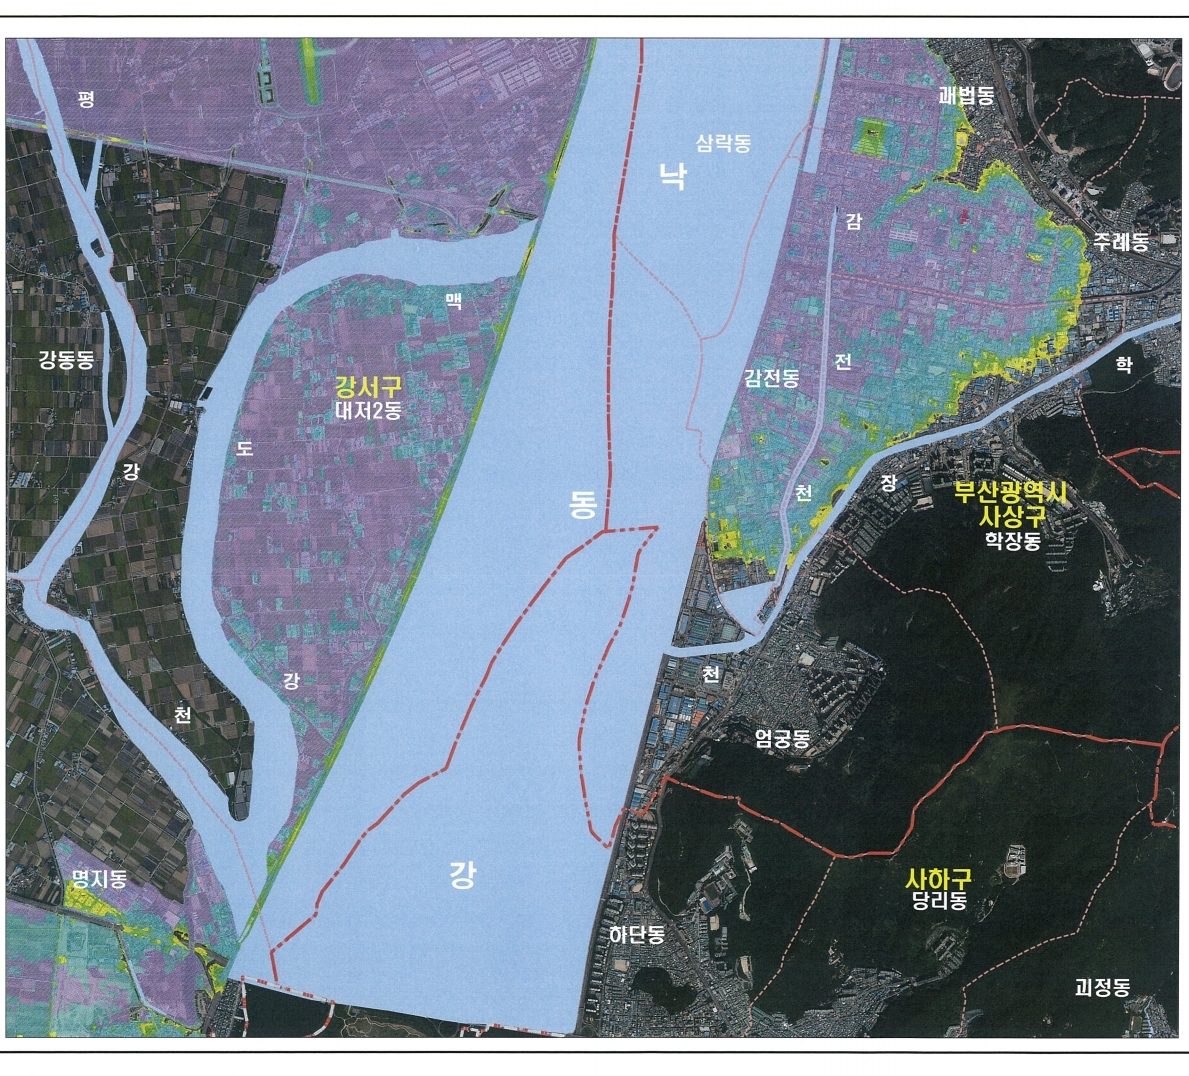 평
괘법동
삼락동
낙
감
주례동
맥
강동동
강서구
대저2동
감전동
전
학
도
강
동
천
장
부산광역시
사상구
학장동
강
천
천
엄궁동
명지동
강
사하구
당리동
하단동
괴정동